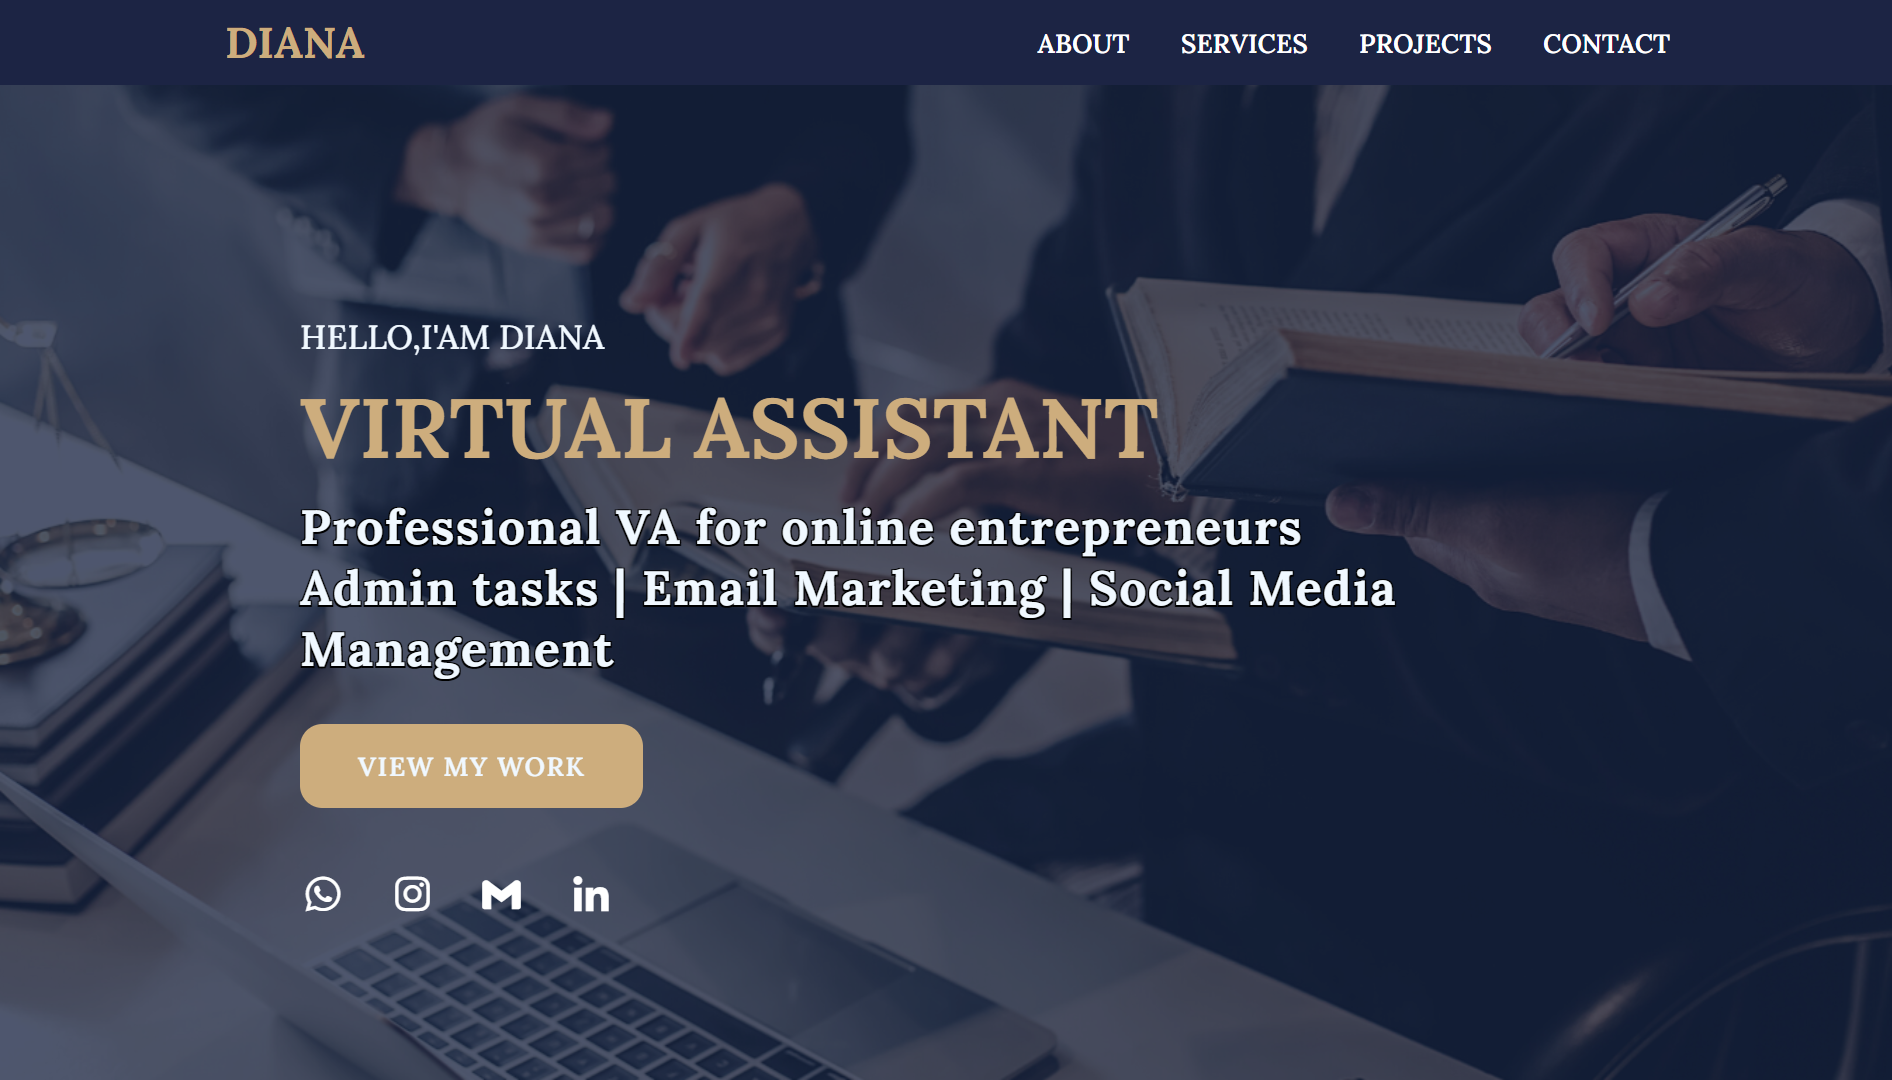 DIANA
ABOUT SERVICES PROJECTS CONTACT
HELLO,I'AM DIANA
VIRTUAL ASSISTANT
Professional VA for online entrepreneurs
Admin tasks | Email Marketing | Social Media
Management
VIEW MY WORK